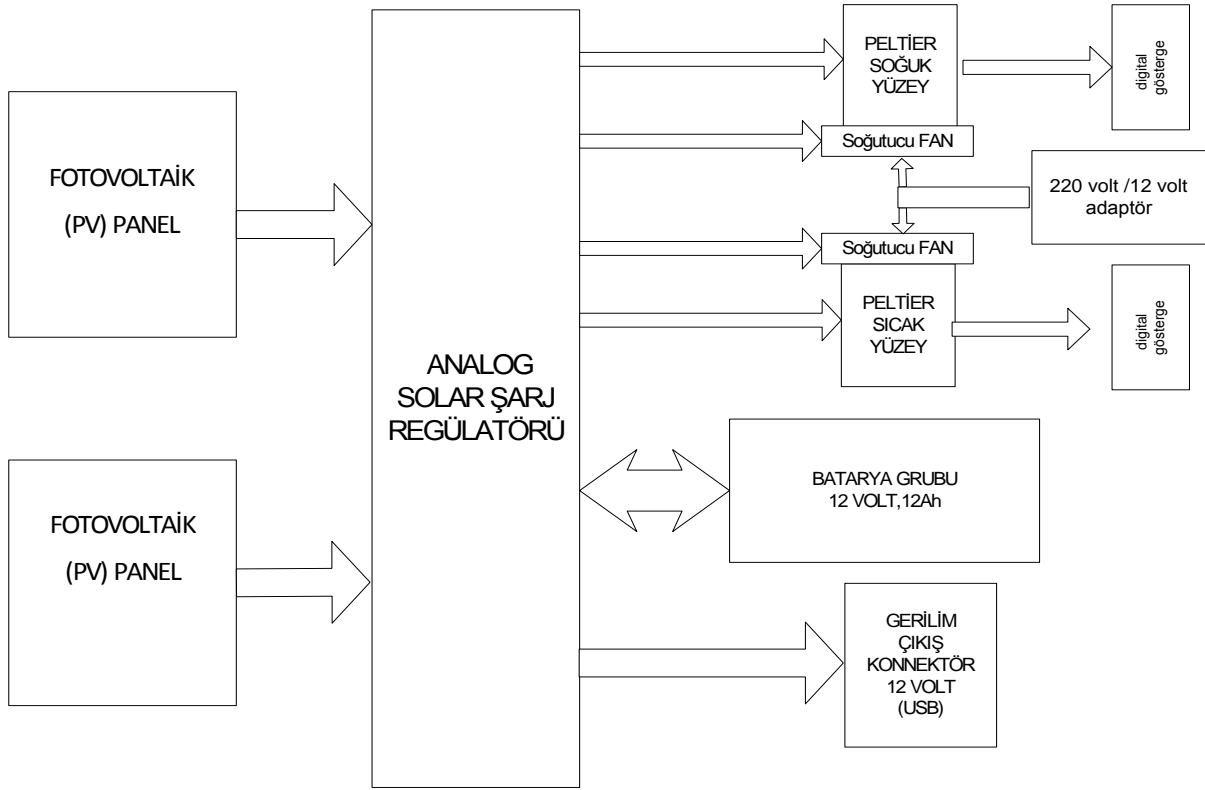 FOTOVOLTAİK
(PV) PANEL
FOTOVOLTAİK
(PV) PANEL
ANALOG
SOLAR ŞARJ
REGÜLATÖRÜ
PELTİER
SOĞUK
YÜZEY
Soğutucu FAN
digital
gösterge
220 volt /12 volt
adaptör
Soğutucu FAN
PELTİER
SICAK
YÜZEY
digital
gösterge
BATARYA GRUBU
12 VOLT,12Ah
GERİLİM
ÇIKIŞ
KONNEKTÖR
12 VOLT
(USB)